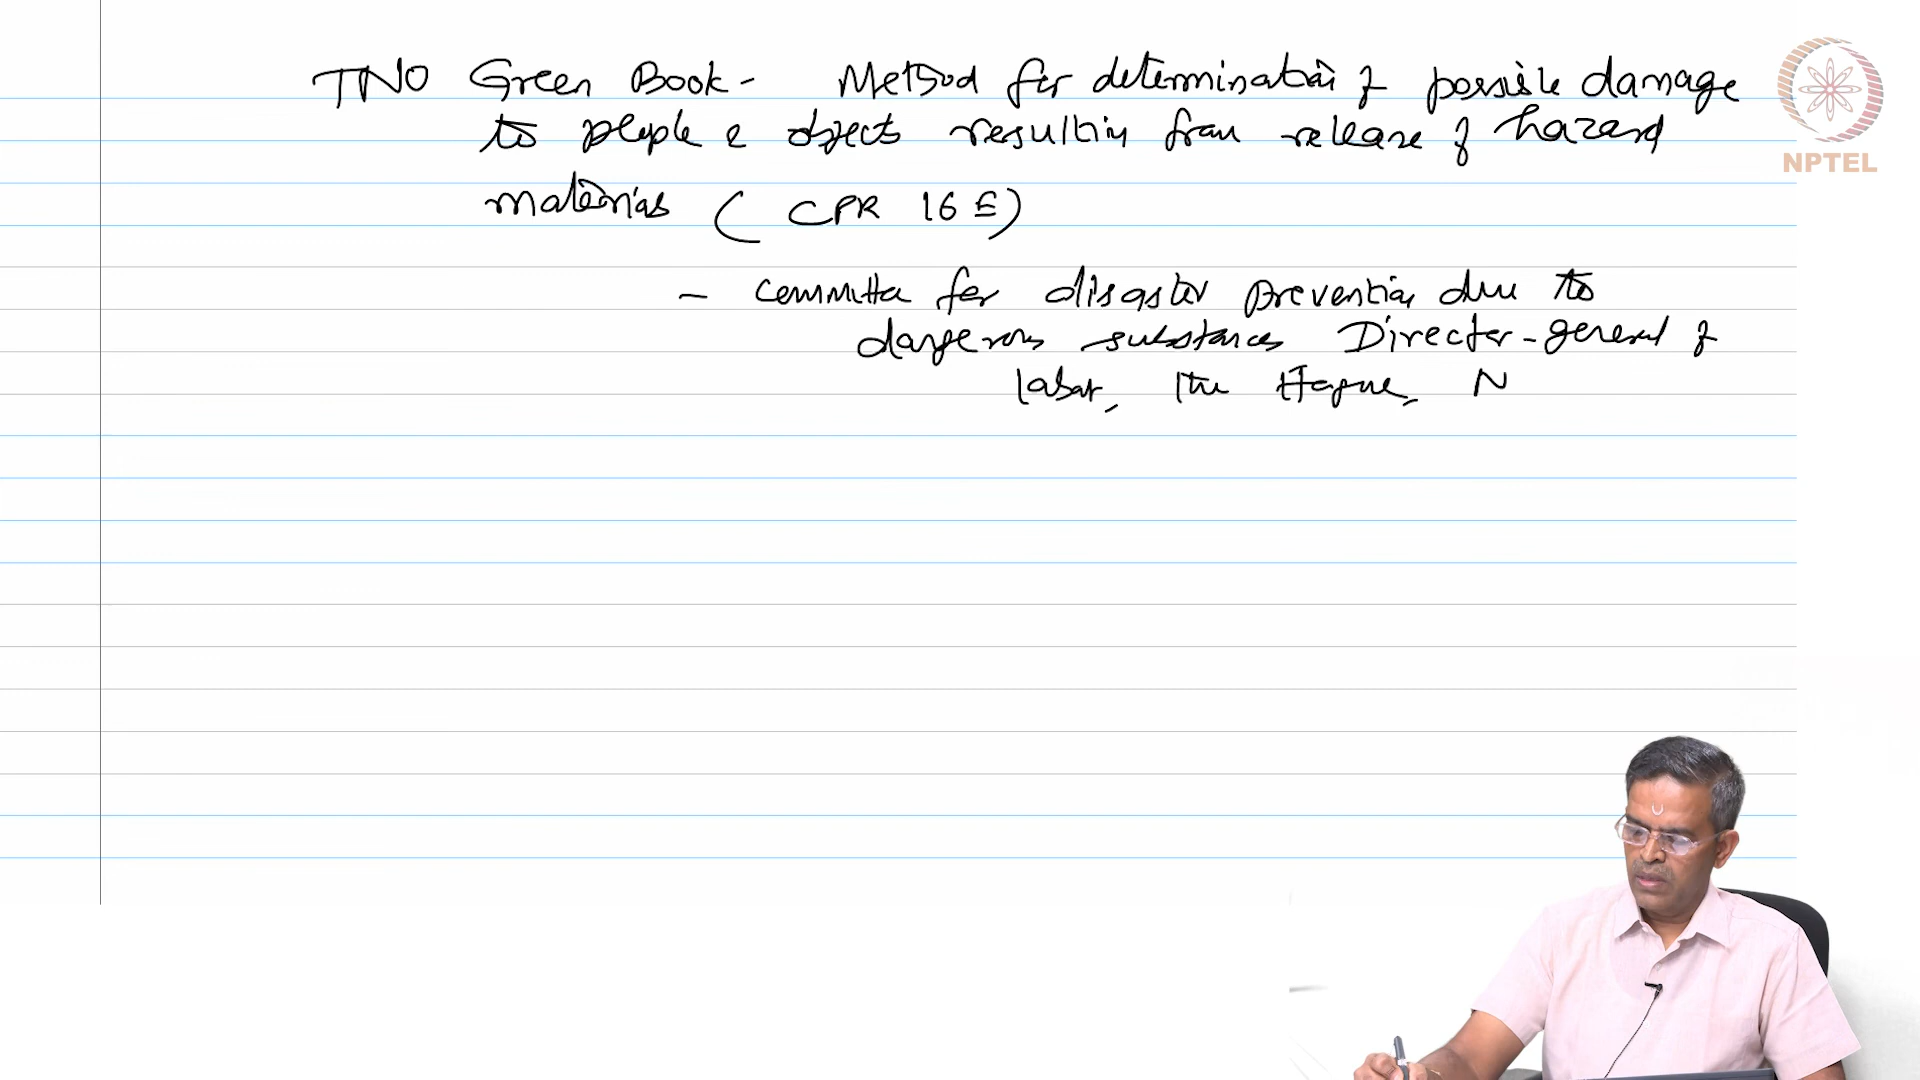 TNO Green Book - Method for determination of possible damage
to people & objects resulting from release of hazard
materials (CPR 16 E)
- committee for disaster prevention due to
dangerous substances Director-general of
labor, The Hague, N
NPTEL